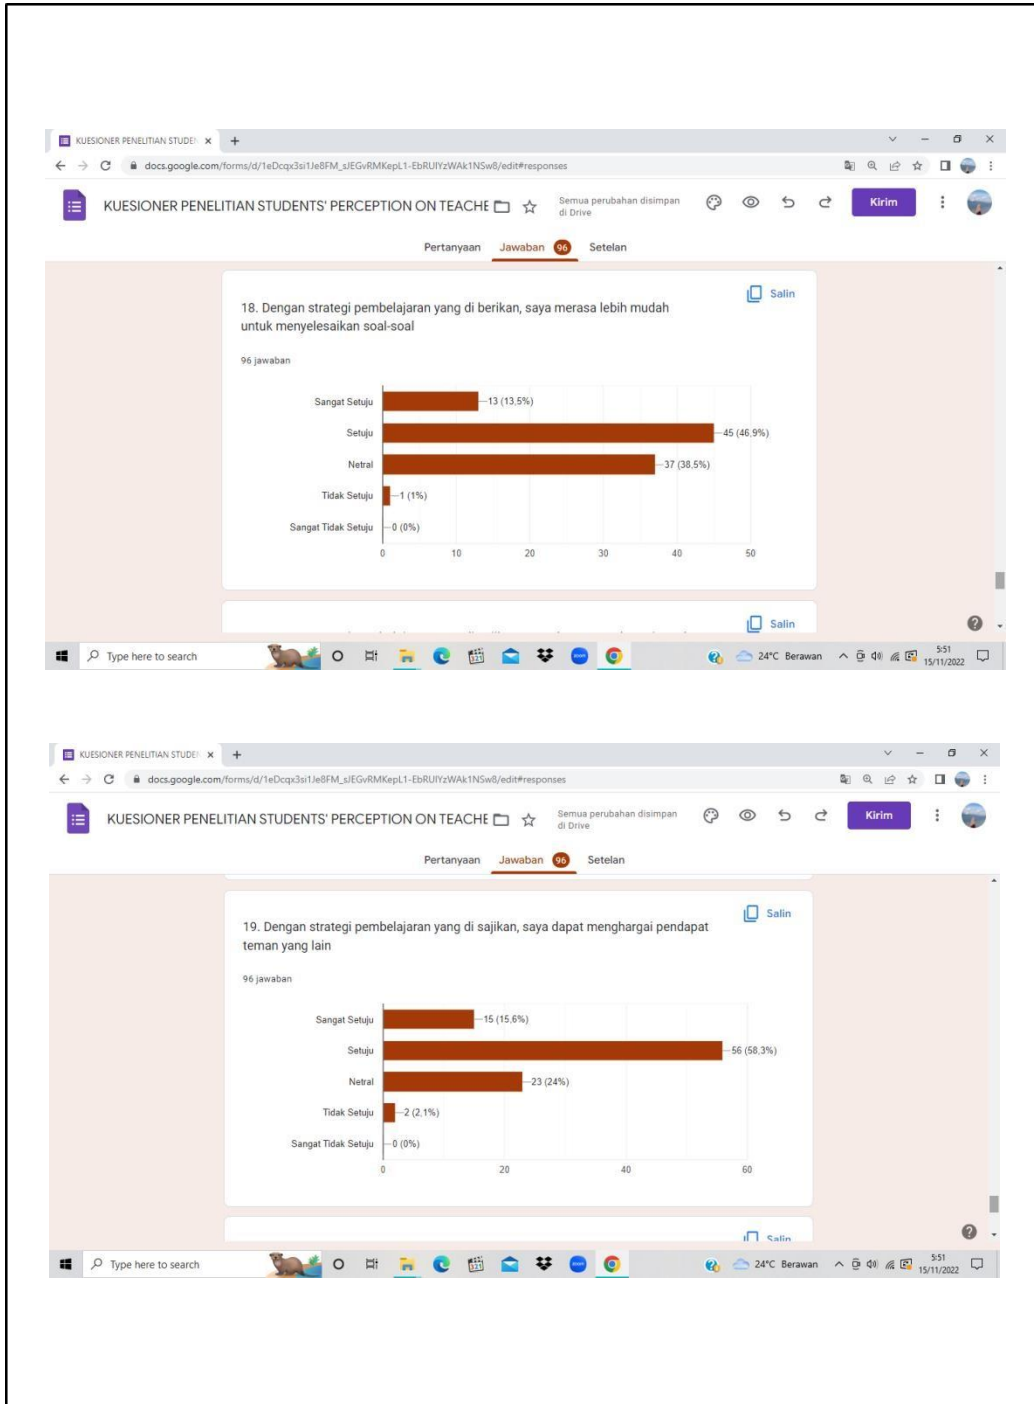 KUESIONER PENELITIAN STUDE
docs.google.com/forms/d/1eDcqx3si1Je8FM_sJEGvRMKepL1-EbRUIYzWAk1NSw8/edit#responses
KUESIONER PENELITIAN STUDENTS' PERCEPTION ON TEACHE
Semua perubahan disimpan
di Drive
Kirim
Pertanyaan Jawaban 96 Setelan
Salin
18. Dengan strategi pembelajaran yang di berikan, saya merasa lebih mudah
untuk menyelesaikan soal-soal
96 jawaban
Sangat Setuju 13 (13,5%)
Setuju 45 (46,9%)
Netral 37 (38,5%)
Tidak Setuju 1 (1%)
Sangat Tidak Setuju 0 (0%)
0 10 20 30 40 50
Salin
Type here to search
24°C Berawan
5:51
15/11/2022
KUESIONER PENELITIAN STUDE
docs.google.com/forms/d/1eDcqx3si1Je8FM_sJEGvRMKepL1-EbRUIYzWAk1NSw8/edit#responses
KUESIONER PENELITIAN STUDENTS' PERCEPTION ON TEACHE
Semua perubahan disimpan
di Drive
Kirim
Pertanyaan Jawaban 96 Setelan
Salin
19. Dengan strategi pembelajaran yang di sajikan, saya dapat menghargai pendapat
teman yang lain
96 jawaban
Sangat Setuju 15 (15,6%)
Setuju 56 (58,3%)
Netral 23 (24%)
Tidak Setuju 2 (2,1%)
Sangat Tidak Setuju 0 (0%)
0 20 40 60
Salin
Type here to search
24°C Berawan
5:51
15/11/2022